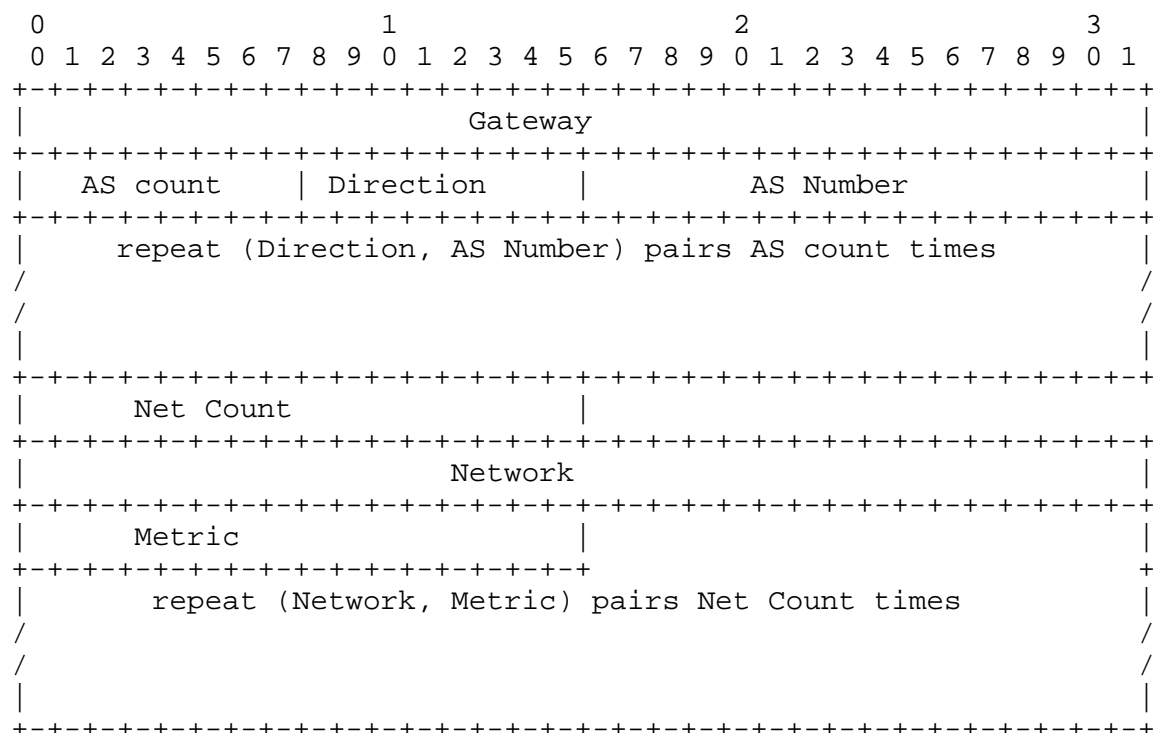 0                   1                   2                   3
 0 1 2 3 4 5 6 7 8 9 0 1 2 3 4 5 6 7 8 9 0 1 2 3 4 5 6 7 8 9 0 1
+-+-+-+-+-+-+-+-+-+-+-+-+-+-+-+-+-+-+-+-+-+-+-+-+-+-+-+-+-+-+-+-+
|                         Gateway                               |
+-+-+-+-+-+-+-+-+-+-+-+-+-+-+-+-+-+-+-+-+-+-+-+-+-+-+-+-+-+-+-+-+
|   AS count    | Direction     |         AS Number             |
+-+-+-+-+-+-+-+-+-+-+-+-+-+-+-+-+-+-+-+-+-+-+-+-+-+-+-+-+-+-+-+-+
|     repeat (Direction, AS Number) pairs AS count times        |
/                                                               /
/                                                               /
|                                                               |
+-+-+-+-+-+-+-+-+-+-+-+-+-+-+-+-+-+-+-+-+-+-+-+-+-+-+-+-+-+-+-+-+
|      Net Count                |
+-+-+-+-+-+-+-+-+-+-+-+-+-+-+-+-+-+-+-+-+-+-+-+-+-+-+-+-+-+-+-+-+
|                        Network                                |
+-+-+-+-+-+-+-+-+-+-+-+-+-+-+-+-+-+-+-+-+-+-+-+-+-+-+-+-+-+-+-+-+
|      Metric                   |                               |
+-+-+-+-+-+-+-+-+-+-+-+-+-+-+-+-+                               +
|       repeat (Network, Metric) pairs Net Count times          |
/                                                               /
/                                                               /
|                                                               |
+-+-+-+-+-+-+-+-+-+-+-+-+-+-+-+-+-+-+-+-+-+-+-+-+-+-+-+-+-+-+-+-+